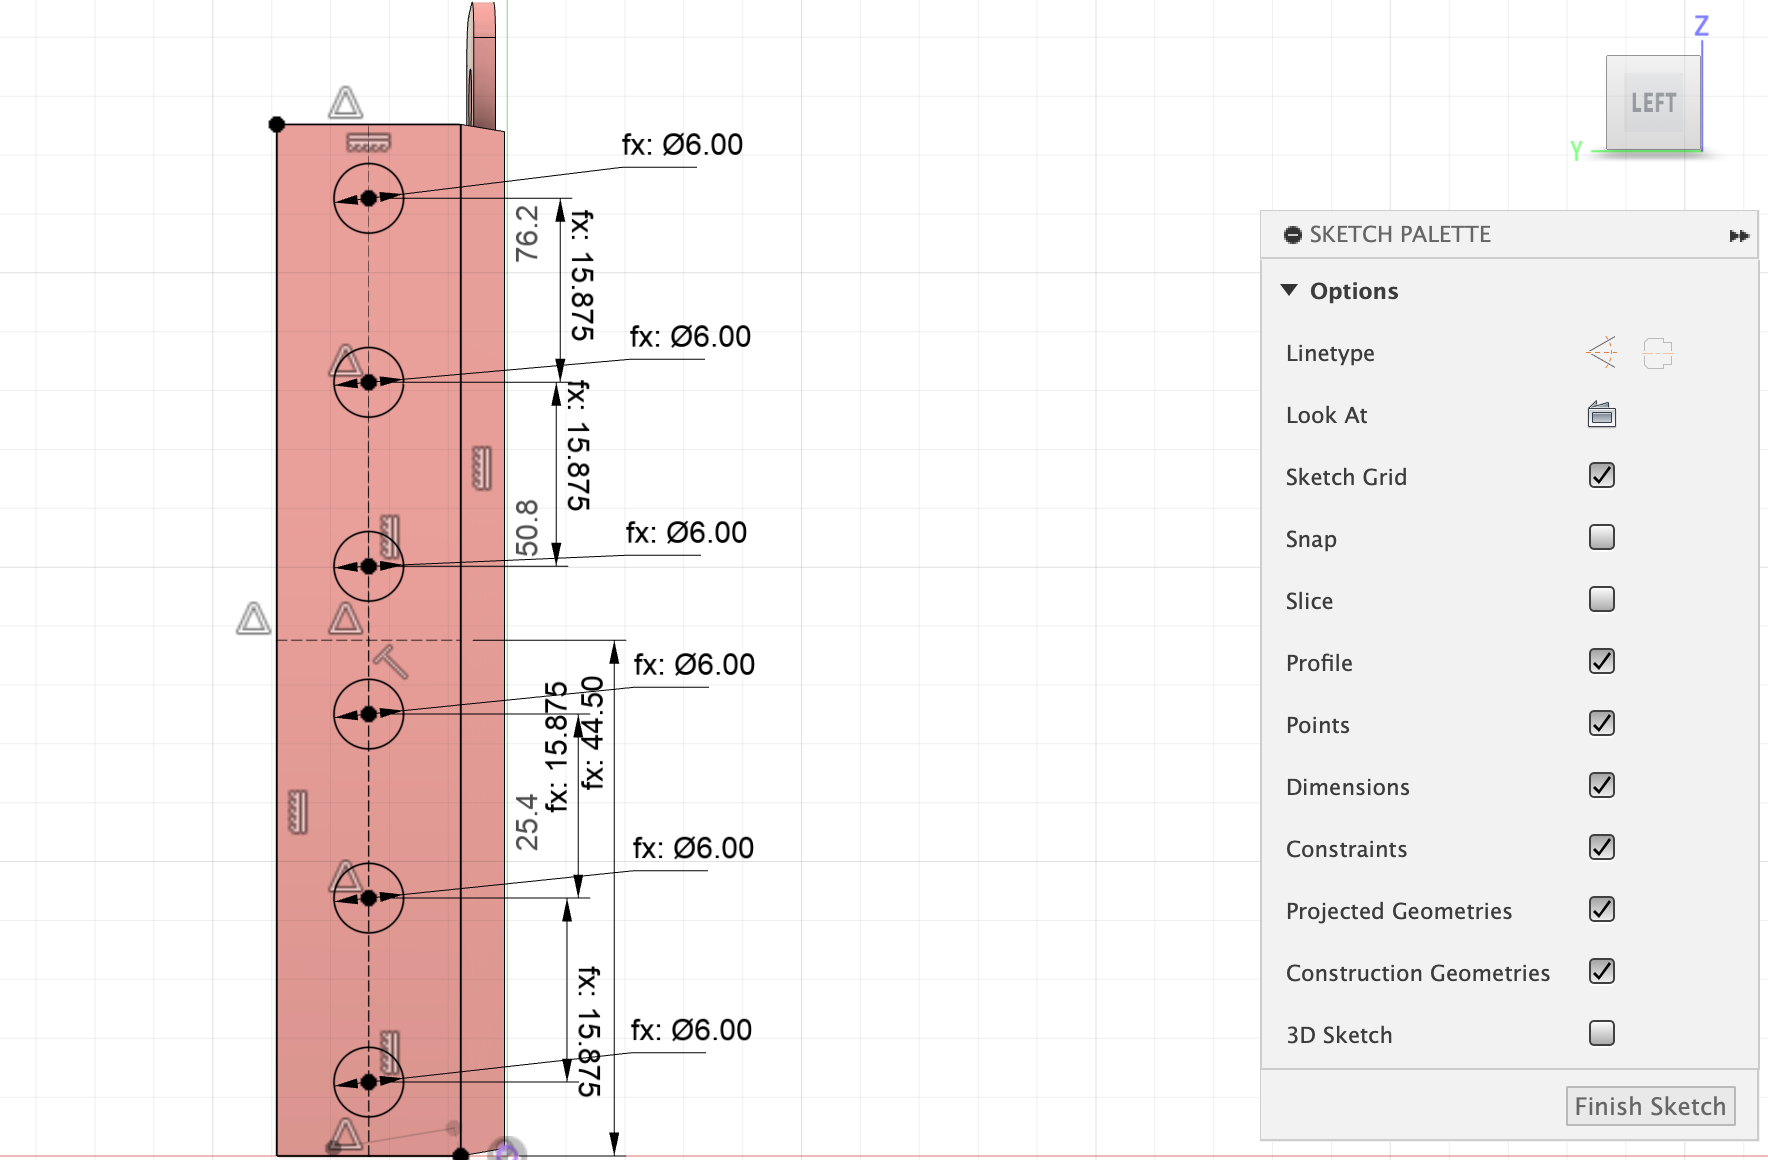 Z
LEFT
Y
fx: Ø6.00
76.2
fx: 15.875
fx: Ø6.00
fx: 15.875
50.8
fx: Ø6.00
fx: Ø6.00
fx: 15.875
fx: 44.50
25.4
fx: Ø6.00
fx: 15.875
fx: Ø6.00
SKETCH PALETTE
Options
Linetype
Look At
Sketch Grid
Snap
Slice
Profile
Points
Dimensions
Constraints
Projected Geometries
Construction Geometries
3D Sketch
Finish Sketch